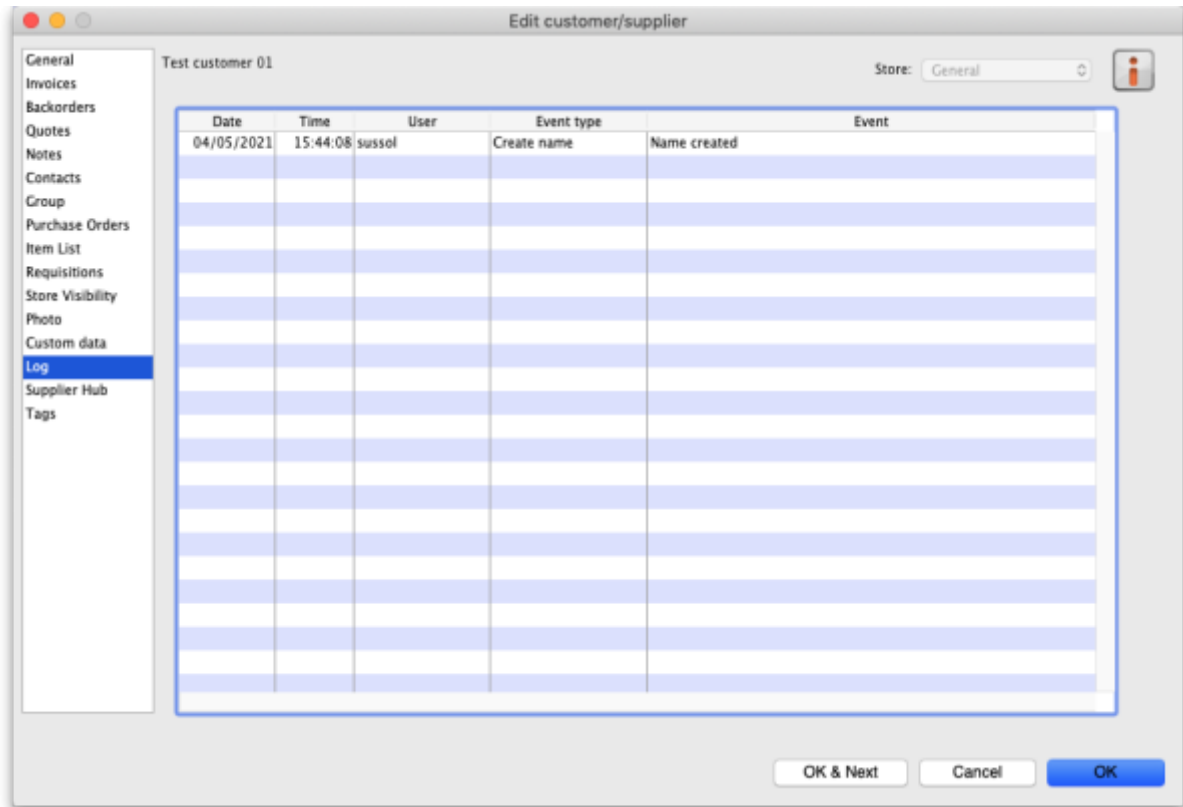 Edit customer/supplier
General
Invoices
Backorders
Quotes
Notes
Contacts
Group
Purchase Orders
Item List
Requisitions
Store Visibility
Photo
Custom data
Log
Supplier Hub
Tags
Test customer 01
Store: General
Date Time User Event type Event
04/05/2021 15:44:08 sussol Create name Name created
OK & Next Cancel OK